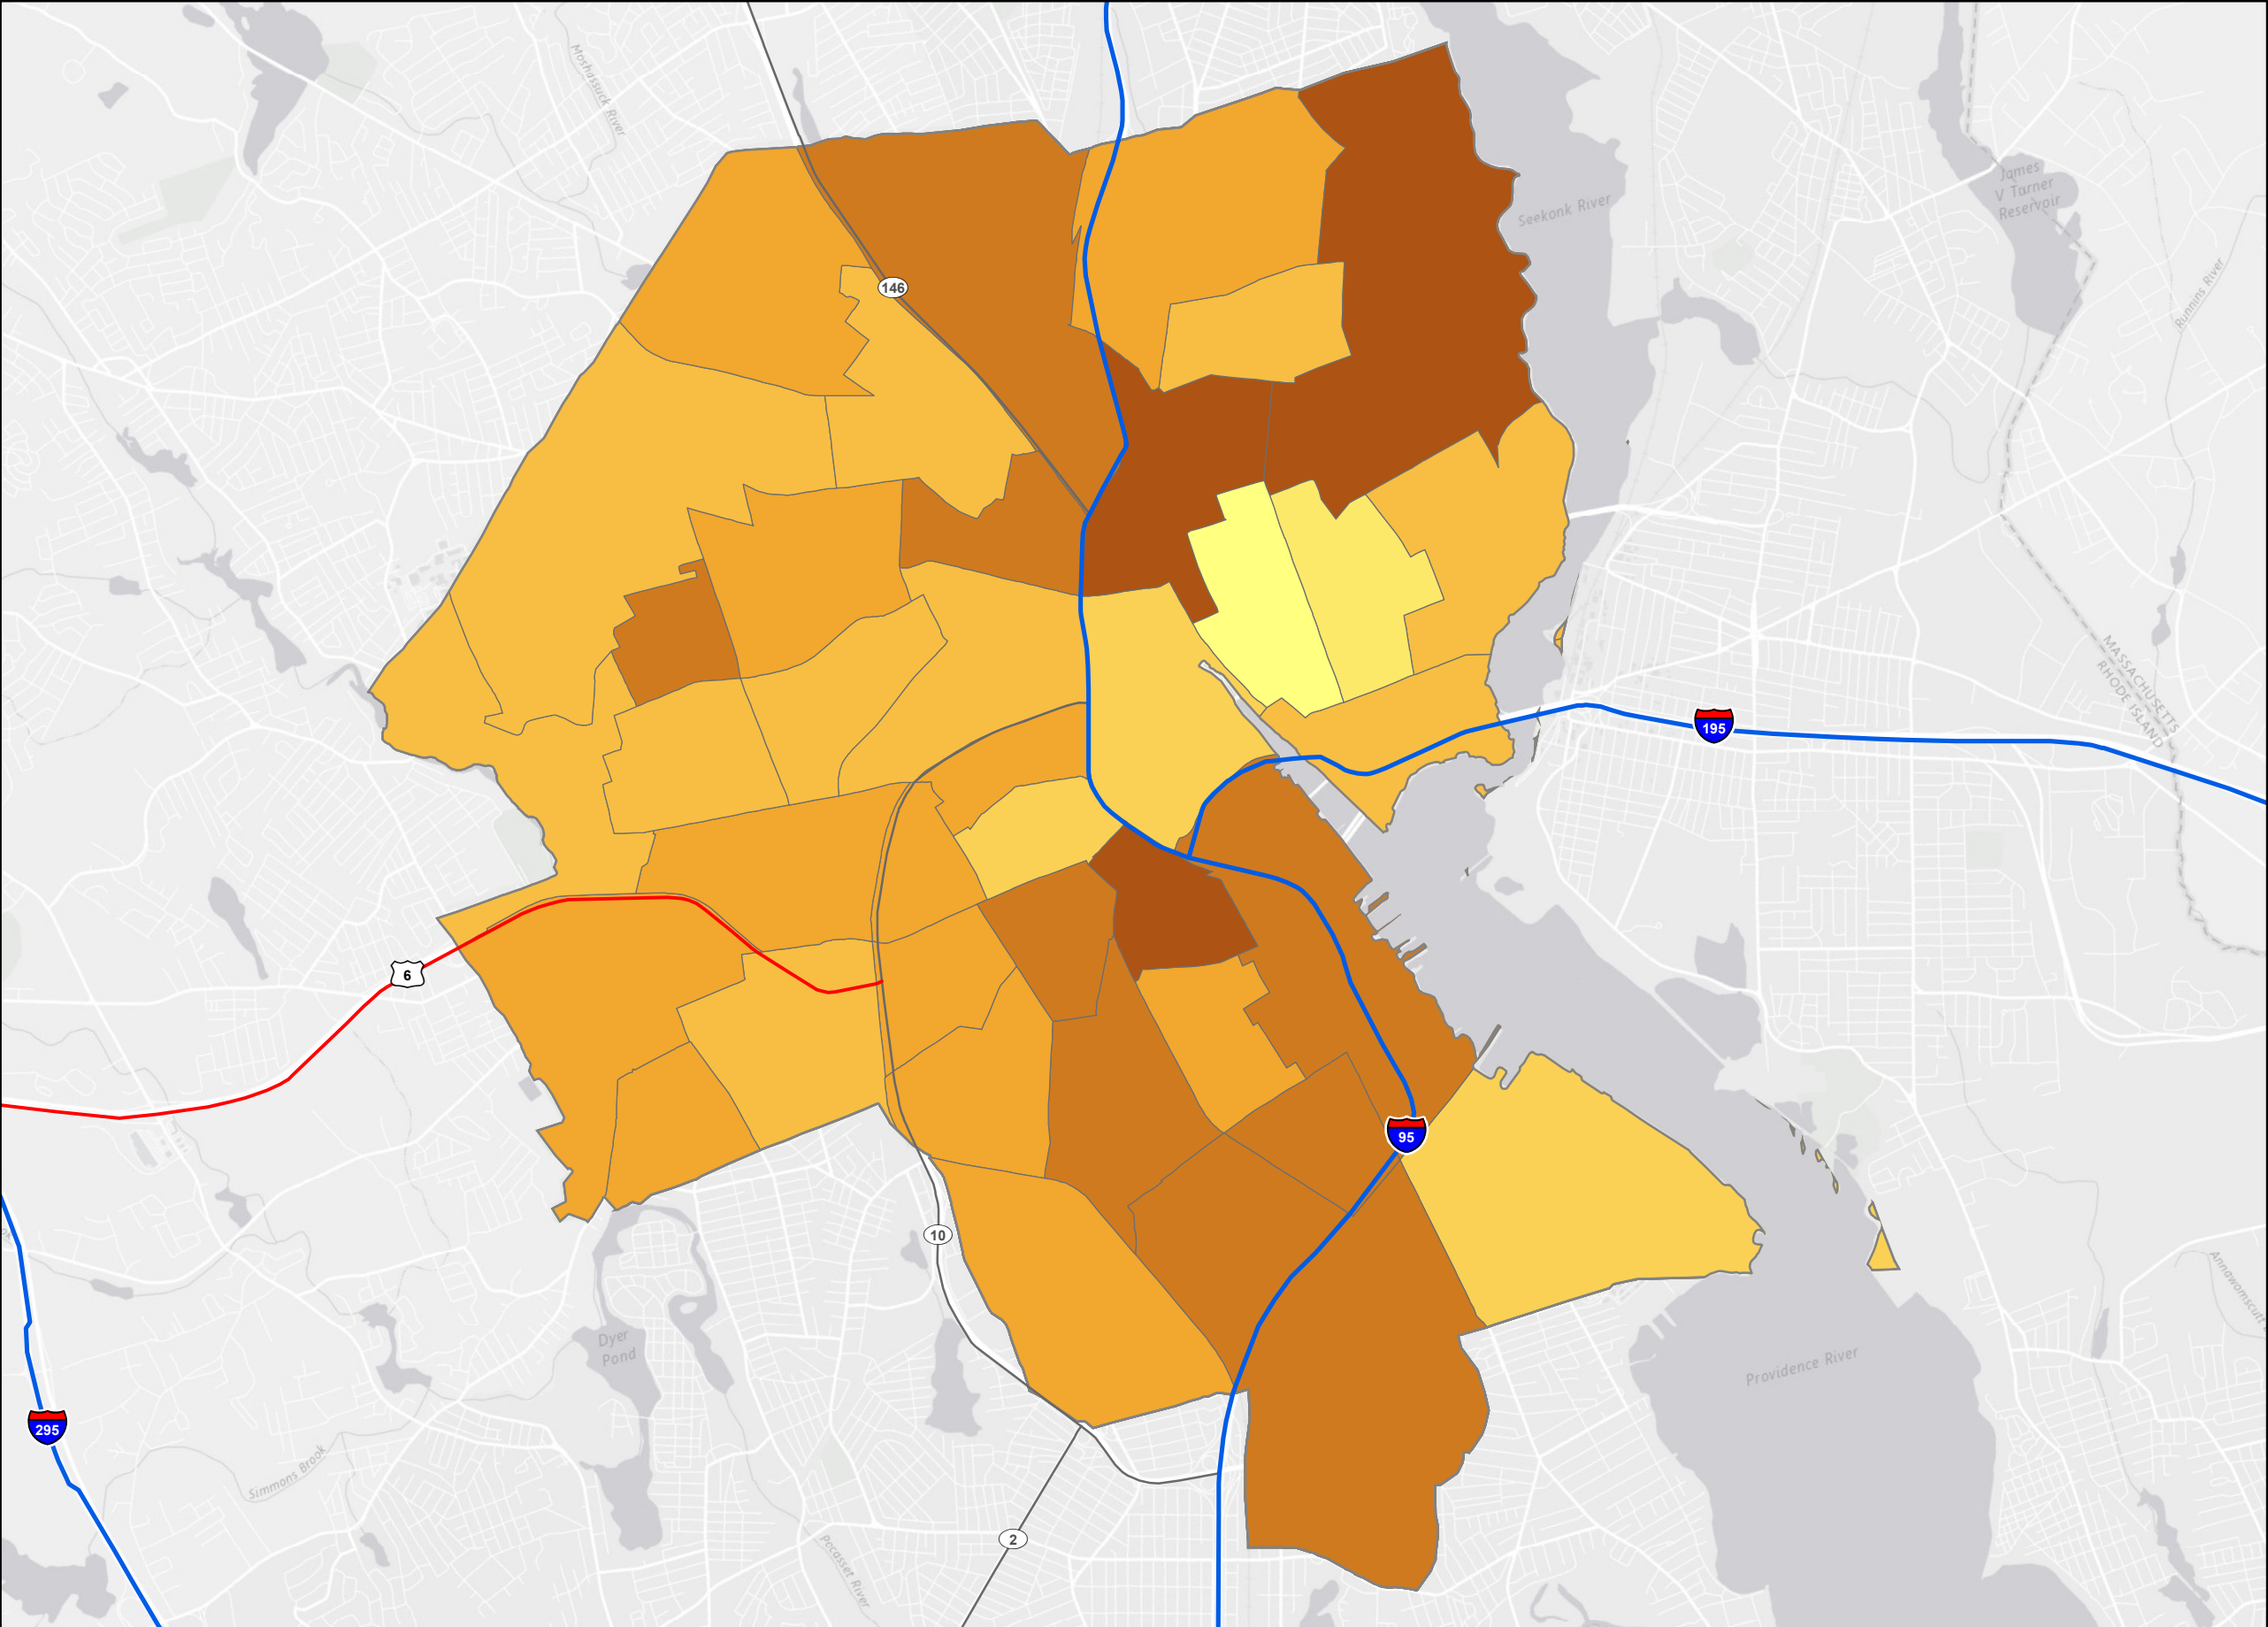 Moshassuck River
James
V Turner
Reservoir
Seekonk River
Runnins River
146
MASSACHUSETTS
RHODE ISLAND
195
6
95
10
Annawomscutt
Dyer
Pond
Providence River
295
Simmons Brook
2
Pocasset River